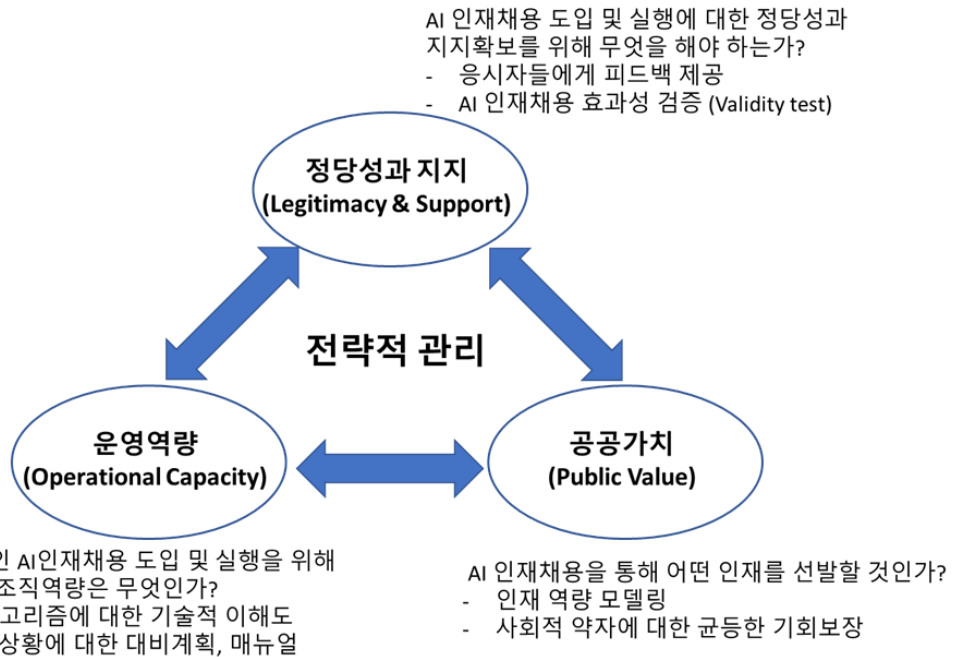 AI 인재채용 도입 및 실행에 대한 정당성과
지지확보를 위해 무엇을 해야 하는가?
- 응시자들에게 피드백 제공
- AI 인재채용 효과성 검증 (Validity test)
정당성과 지지
(Legitimacy & Support)
전략적 관리
운영역량
(Operational Capacity)
공공가치
(Public Value)
AI인재채용 도입 및 실행을 위해
조직역량은 무엇인가?
고리즘에 대한 기술적 이해도
상황에 대한 대비계획, 매뉴얼
AI 인재채용을 통해 어떤 인재를 선발할 것인가?
- 인재 역량 모델링
- 사회적 약자에 대한 균등한 기회보장